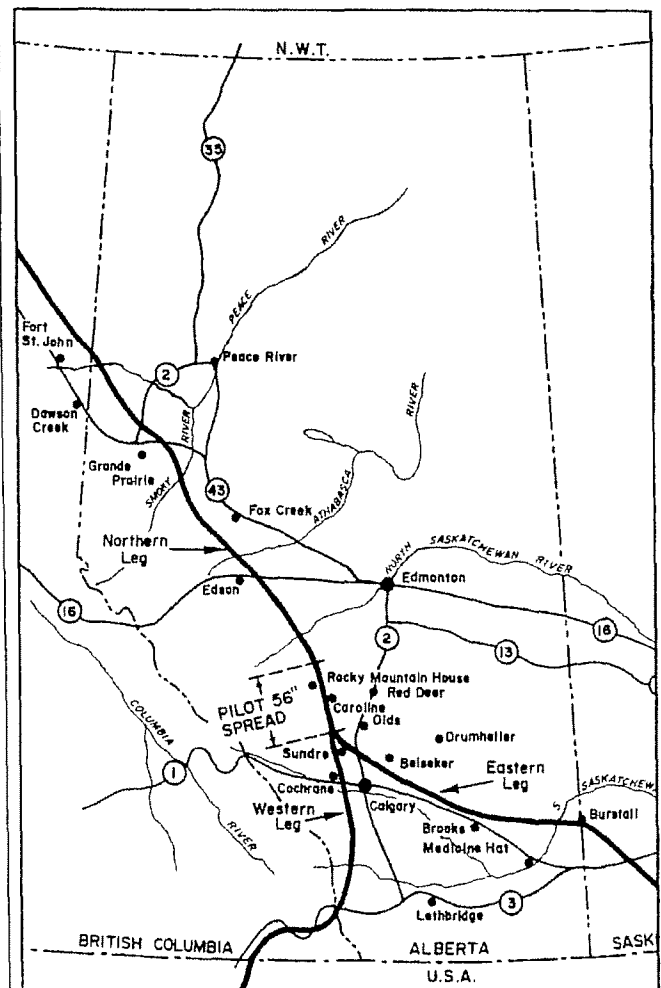 N.W.T.
35
PEACE
RIVER
Fort
St. John
Peace River
2
Dawson
Creek
SMOKY
RIVER
Grande
Prairie
43
Fox Creek
ATHABASCA
RIVER
Northern
Leg
NORTH
SASKATCHEWAN
RIVER
Edson
Edmonton
16
16
2
13
Rocky Mountain House
Red Deer
PILOT 56"
SPREAD
Caroline
Olds
COLUMBIA
RIVER
Drumheller
Sundre
Beiseker
Eastern
Leg
1
Cochrane
Calgary
S
SASKATCHEWA
Western
Leg
Burstall
Brooks
Medicine Hat
3
Lethbridge
BRITISH COLUMBIA
ALBERTA
SASK
U.S.A.